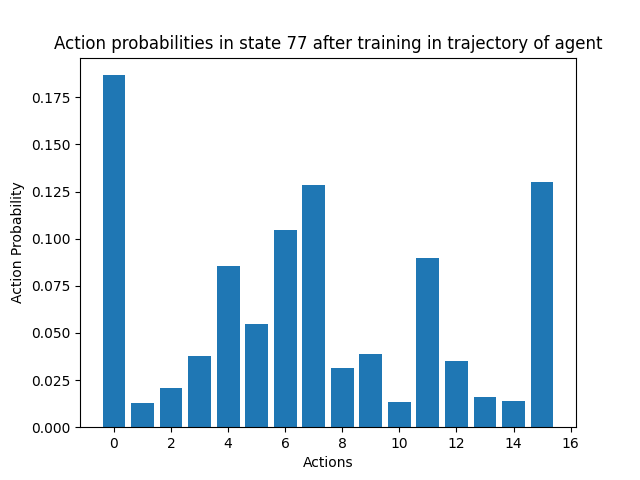 Action probabilities in state 77 after training in trajectory of agent
0.175
0.150
0.125
0.100
0.075
0.050
0.025
0.000
Action Probability
0 2 4 6 8 10 12 14 16
Actions